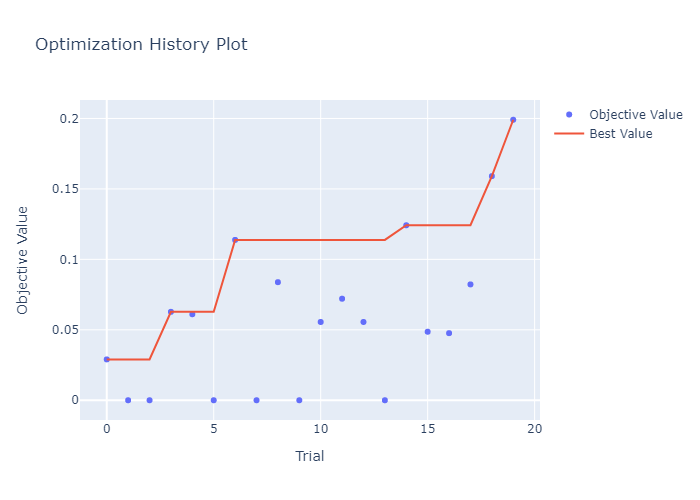 Optimization History Plot
Objective Value
Best Value
0.2
0.15
0.1
0.05
0
Objective Value
0 5 10 15 20
Trial